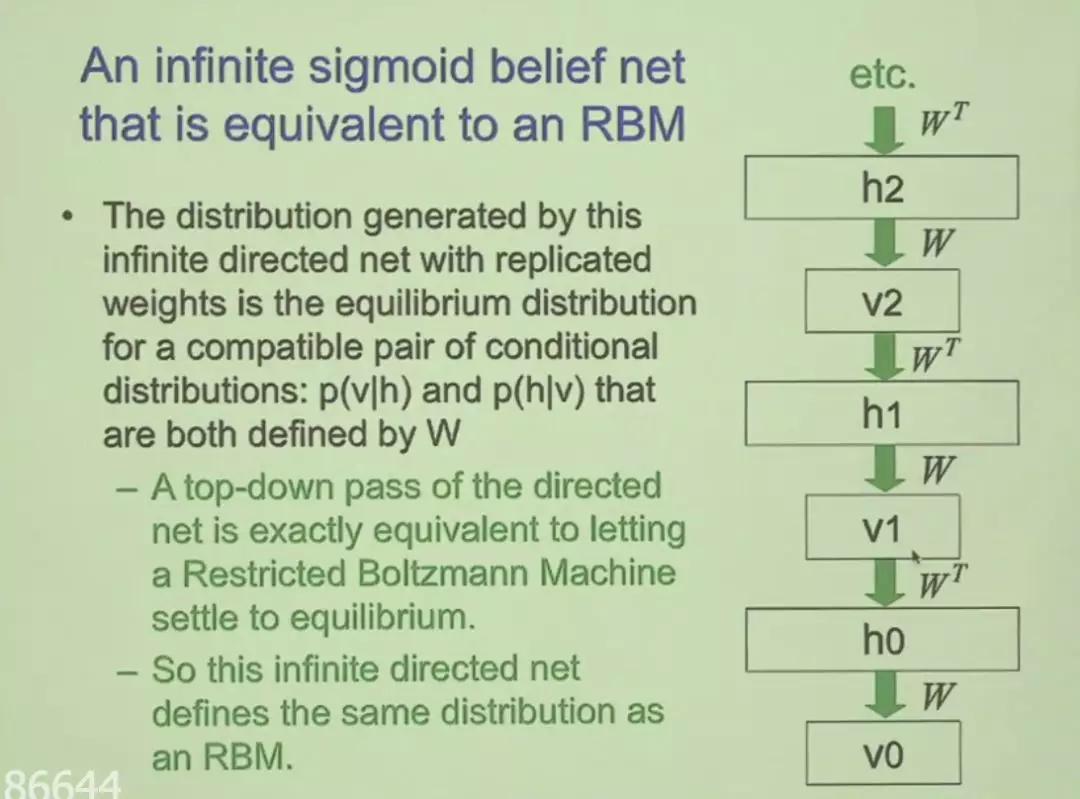 An infinite sigmoid belief net
that is equivalent to an RBM
• The distribution generated by this
infinite directed net with replicated
weights is the equilibrium distribution
for a compatible pair of conditional
distributions: p(v|h) and p(h|v) that
are both defined by W
– A top-down pass of the directed
net is exactly equivalent to letting
a Restricted Boltzmann Machine
settle to equilibrium.
– So this infinite directed net
defines the same distribution as
an RBM.
etc.
W^T
h2
W
v2
W^T
h1
W
v1
W^T
h0
W
v0
86644